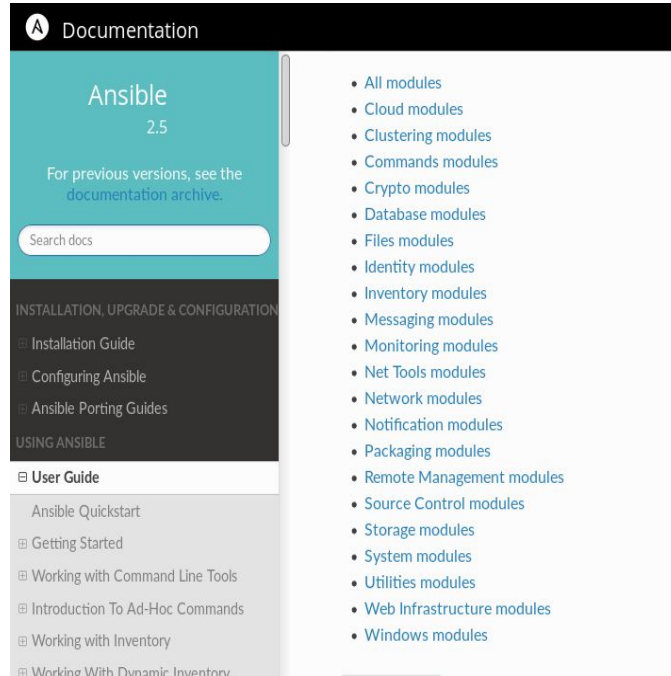 Documentation
Ansible
2.5
For previous versions, see the
documentation archive.
Search docs
INSTALLATION, UPGRADE & CONFIGURATION
Installation Guide
Configuring Ansible
Ansible Porting Guides
USING ANSIBLE
User Guide
Ansible Quickstart
Getting Started
Working with Command Line Tools
Introduction To Ad-Hoc Commands
Working with Inventory
Working With Dynamic Inventory
All modules
Cloud modules
Clustering modules
Commands modules
Crypto modules
Database modules
Files modules
Identity modules
Inventory modules
Messaging modules
Monitoring modules
Net Tools modules
Network modules
Notification modules
Packaging modules
Remote Management modules
Source Control modules
Storage modules
System modules
Utilities modules
Web Infrastructure modules
Windows modules